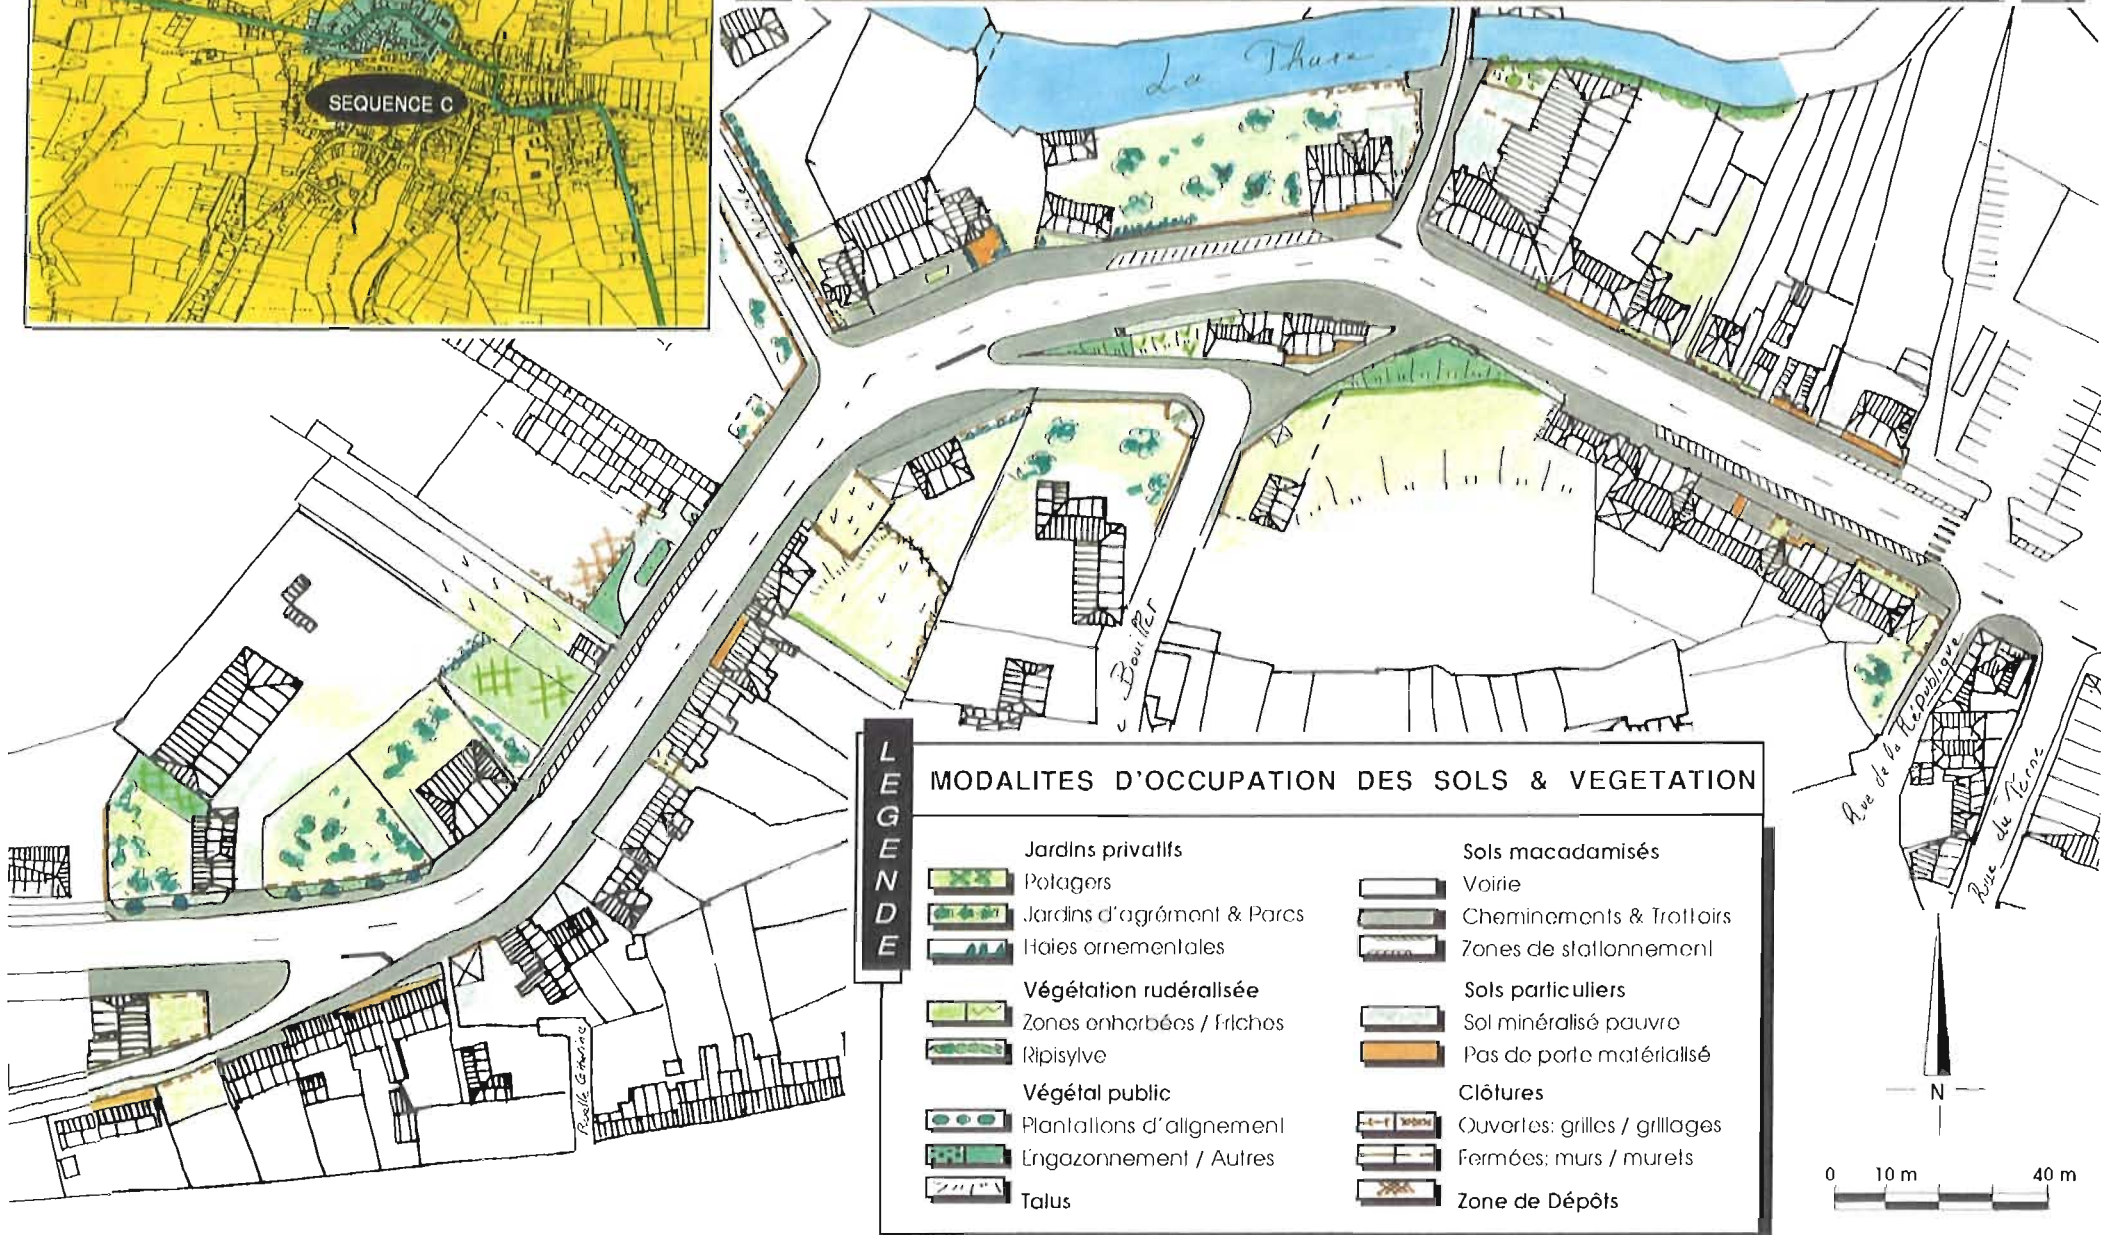 SEQUENCE C
La Thure
Bouiller
Rue de la République
Rue du Tarne
Ruelle
LEGENDE
MODALITES D'OCCUPATION DES SOLS & VEGETATION
Jardins privatifs
Potagers
Jardins d'agrément & Parcs
Haies ornementales
Végétation rudéralisée
Zones enherbées / Friches
Ripisylve
Végétal public
Plantations d'alignement
Engazonnement / Autres
Talus
Sols macadamisés
Voirie
Cheminements & Trottoirs
Zones de stationnement
Sols particuliers
Sol minéralisé pauvre
Pas de porte matérialisé
Clôtures
Ouvertes: grilles / grillages
Fermées: murs / murets
Zone de Dépôts
N
0 10 m 40 m